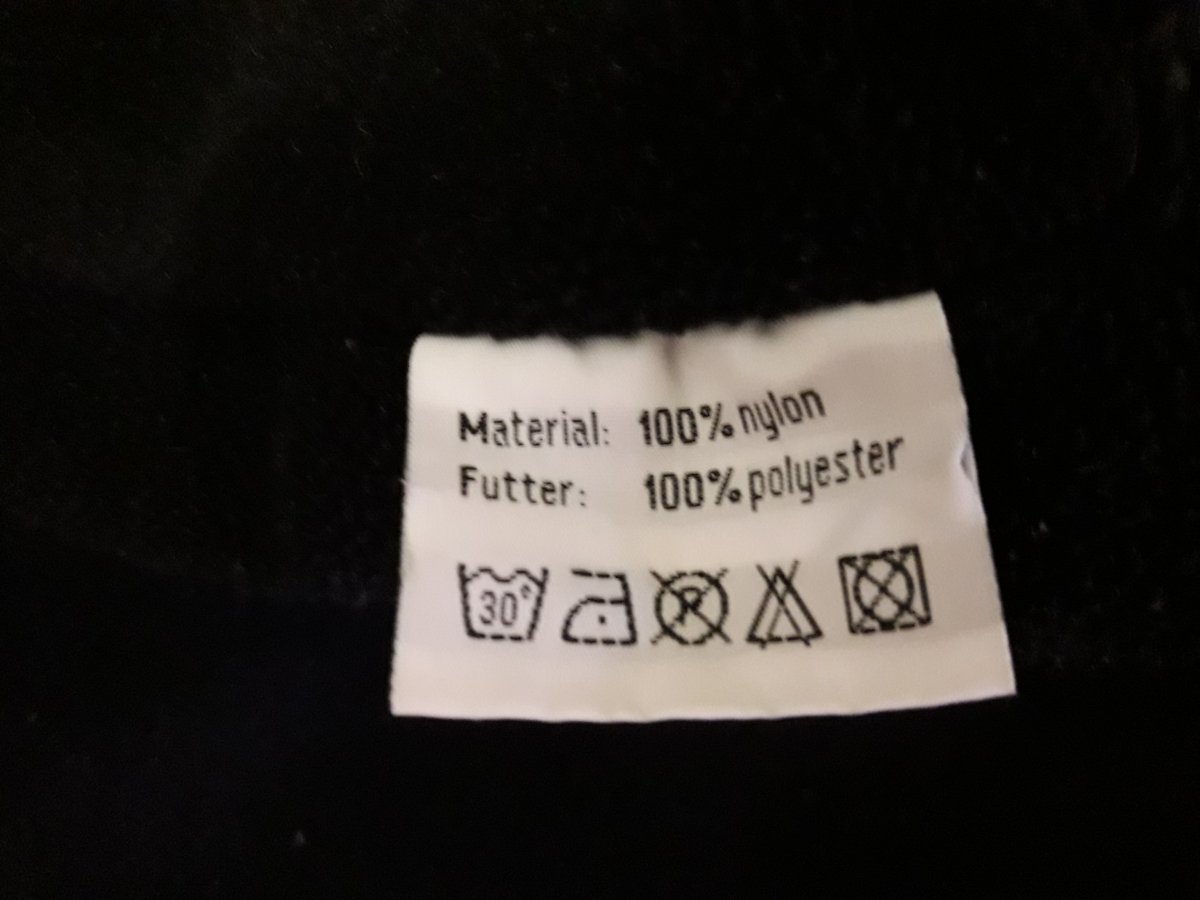 Material: 100% nylon
Futter: 100% polyester
30° P